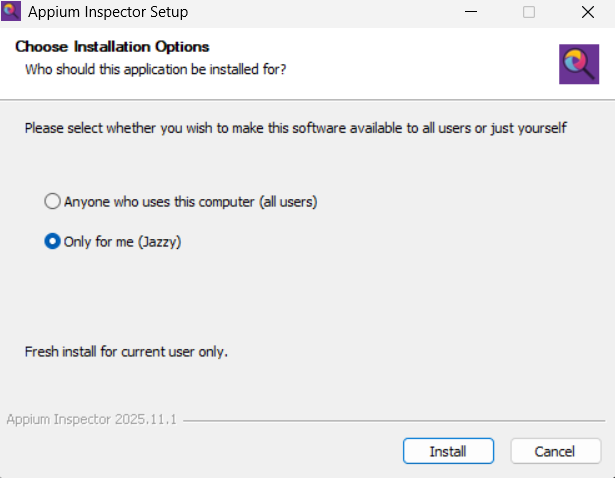 Appium Inspector Setup
Choose Installation Options
Who should this application be installed for?
Please select whether you wish to make this software available to all users or just yourself
Anyone who uses this computer (all users)
Only for me (Jazzy)
Fresh install for current user only.
Appium Inspector 2025.11.1
Install
Cancel